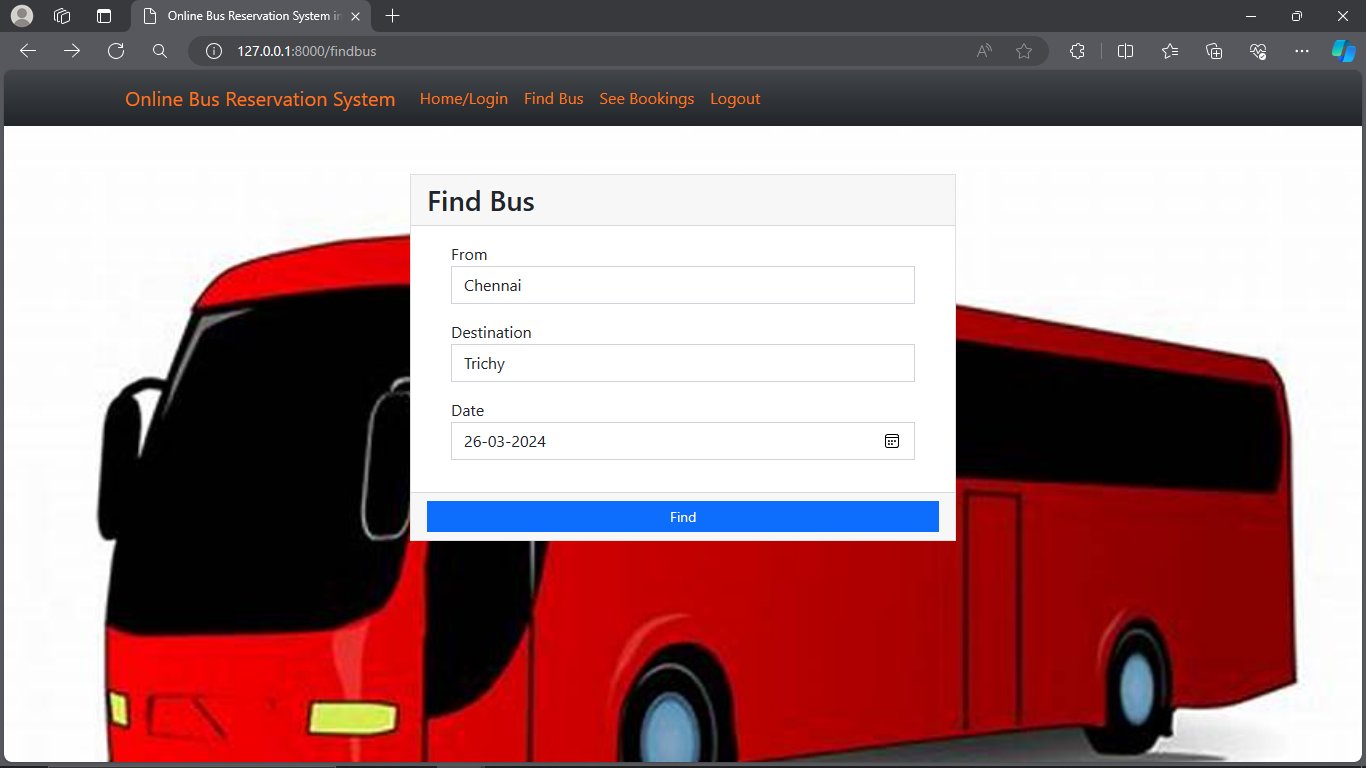 Online Bus Reservation System in
127.0.0.1:8000/findbus
Online Bus Reservation System Home/Login Find Bus See Bookings Logout
Find Bus
From
Chennai
Destination
Trichy
Date
26-03-2024
Find